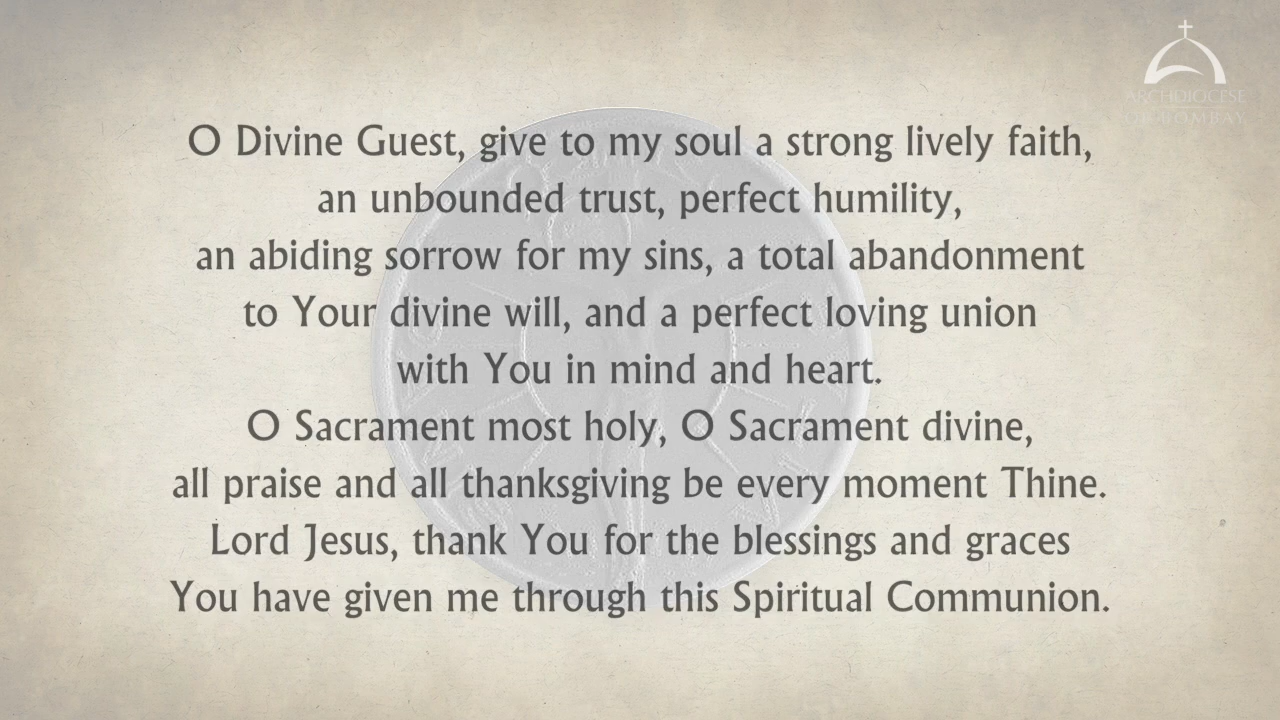 ARCHDIOCESE
OF BOMBAY
O Divine Guest, give to my soul a strong lively faith,
an unbounded trust, perfect humility,
an abiding sorrow for my sins, a total abandonment
to Your divine will, and a perfect loving union
with You in mind and heart.
O Sacrament most holy, O Sacrament divine,
all praise and all thanksgiving be every moment Thine.
Lord Jesus, thank You for the blessings and graces
You have given me through this Spiritual Communion.